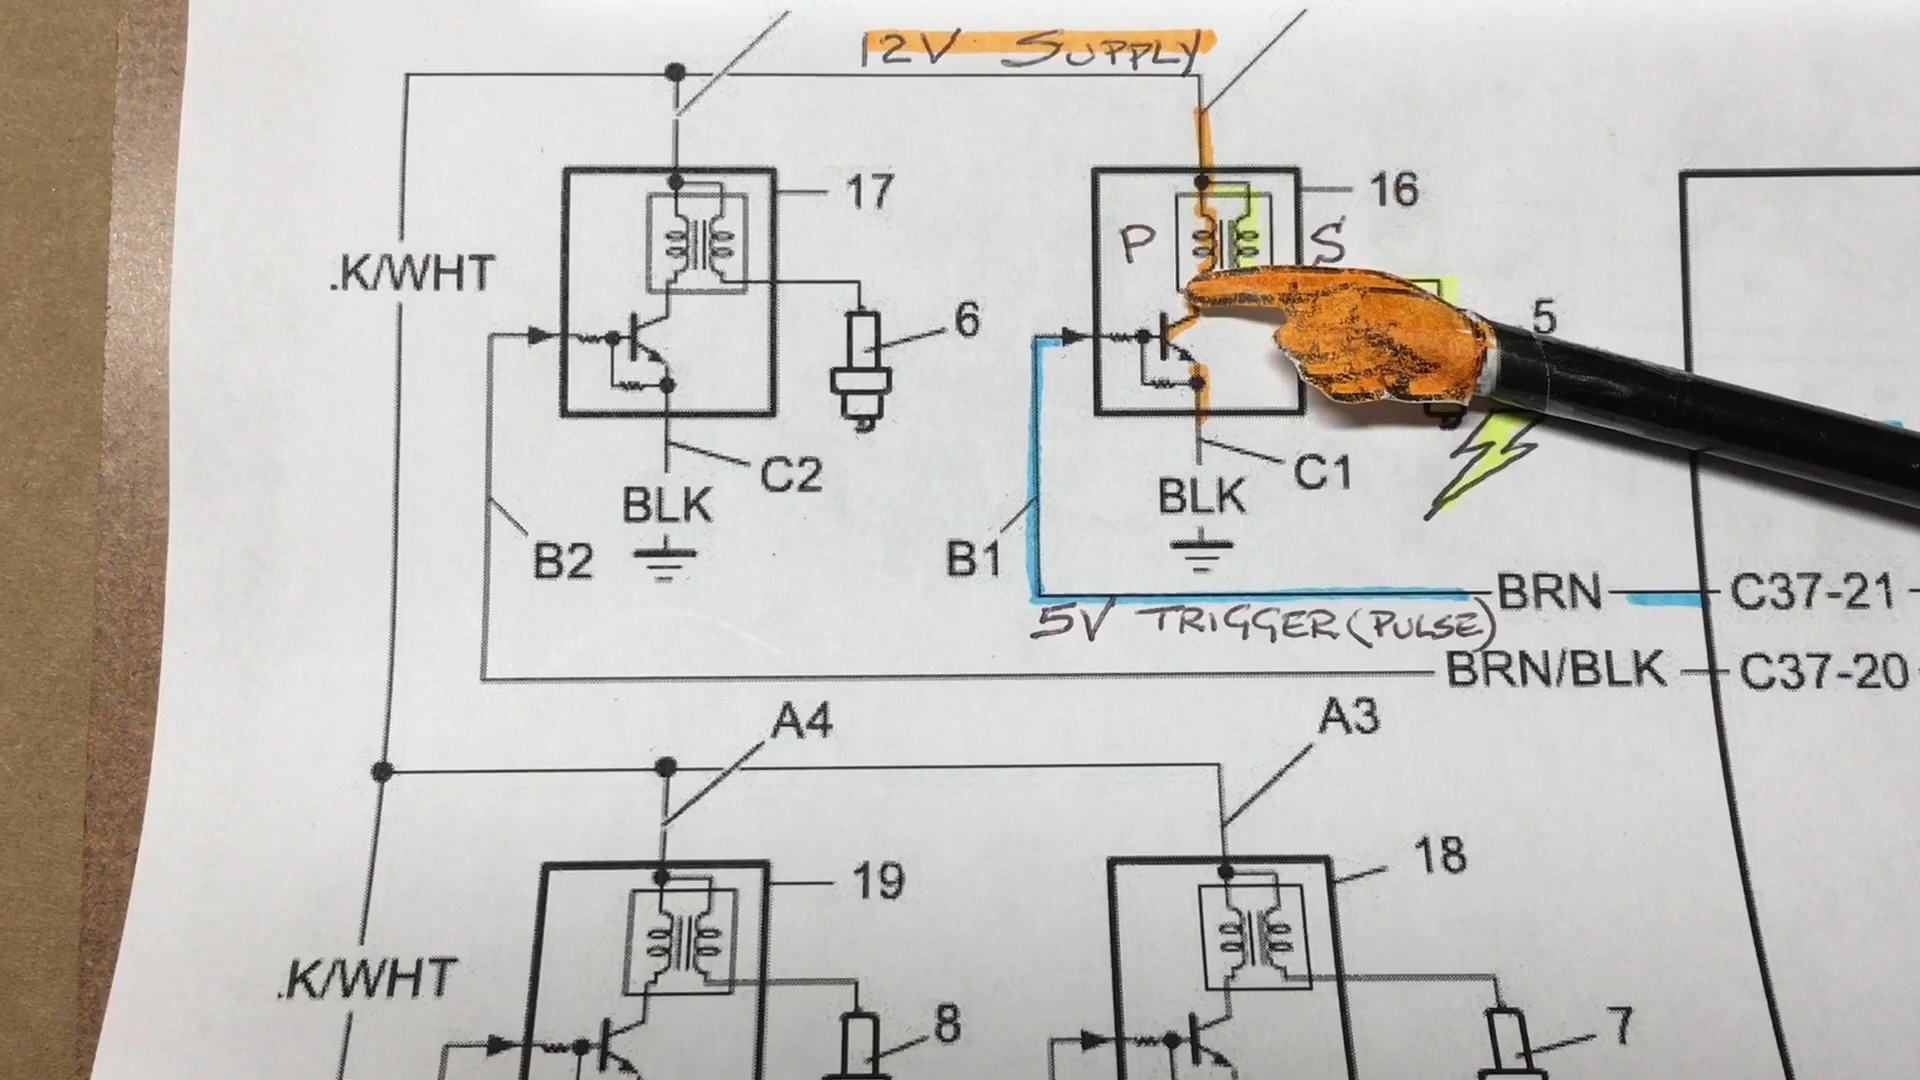 12V SUPPLY
17
16
P
S
.K/WHT
6
5
C2
C1
BLK
BLK
B2
B1
BRN
C37-21
5V TRIGGER (PULSE)
BRN/BLK
C37-20
A4
A3
19
18
.K/WHT
8
7